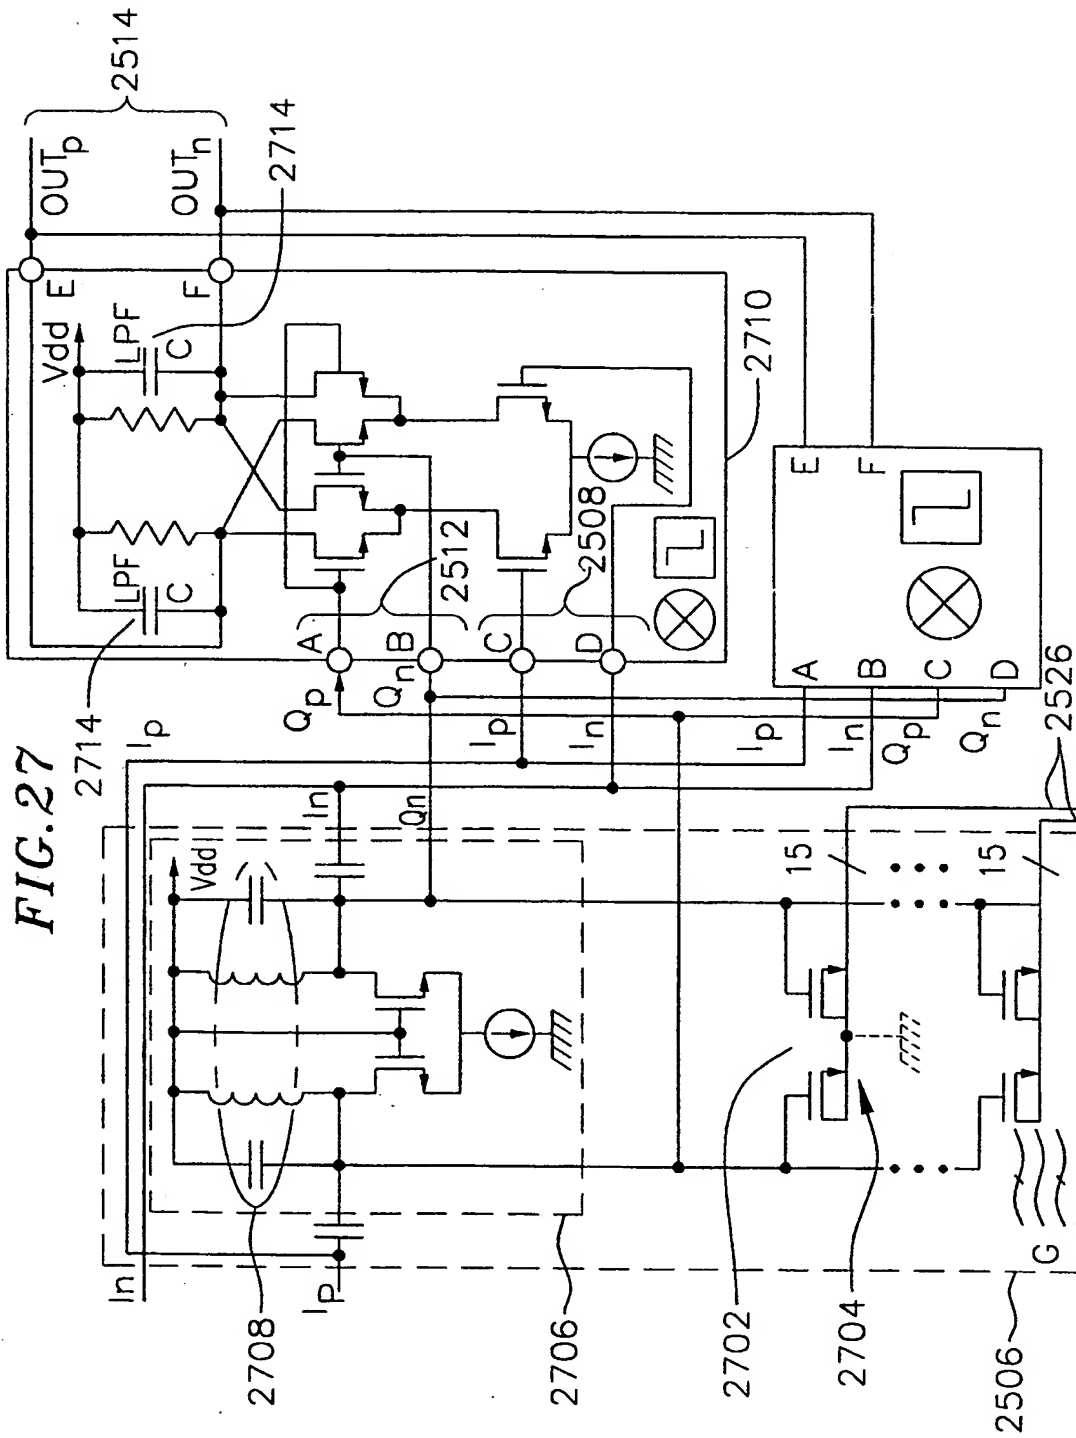 FIG.27
2514
OUTp
OUTn
2714
E
F
Vdd
LPF
C
LPF
C
2714
2710
2512
2508
A
B
C
D
Qp
Qn
Ip
In
Ip
In
Qn
Vdd
In
Ip
2708
2706
E
F
A
B
C
D
Ip
In
Qp
Qn
2526
15
15
2702
2704
G
2506